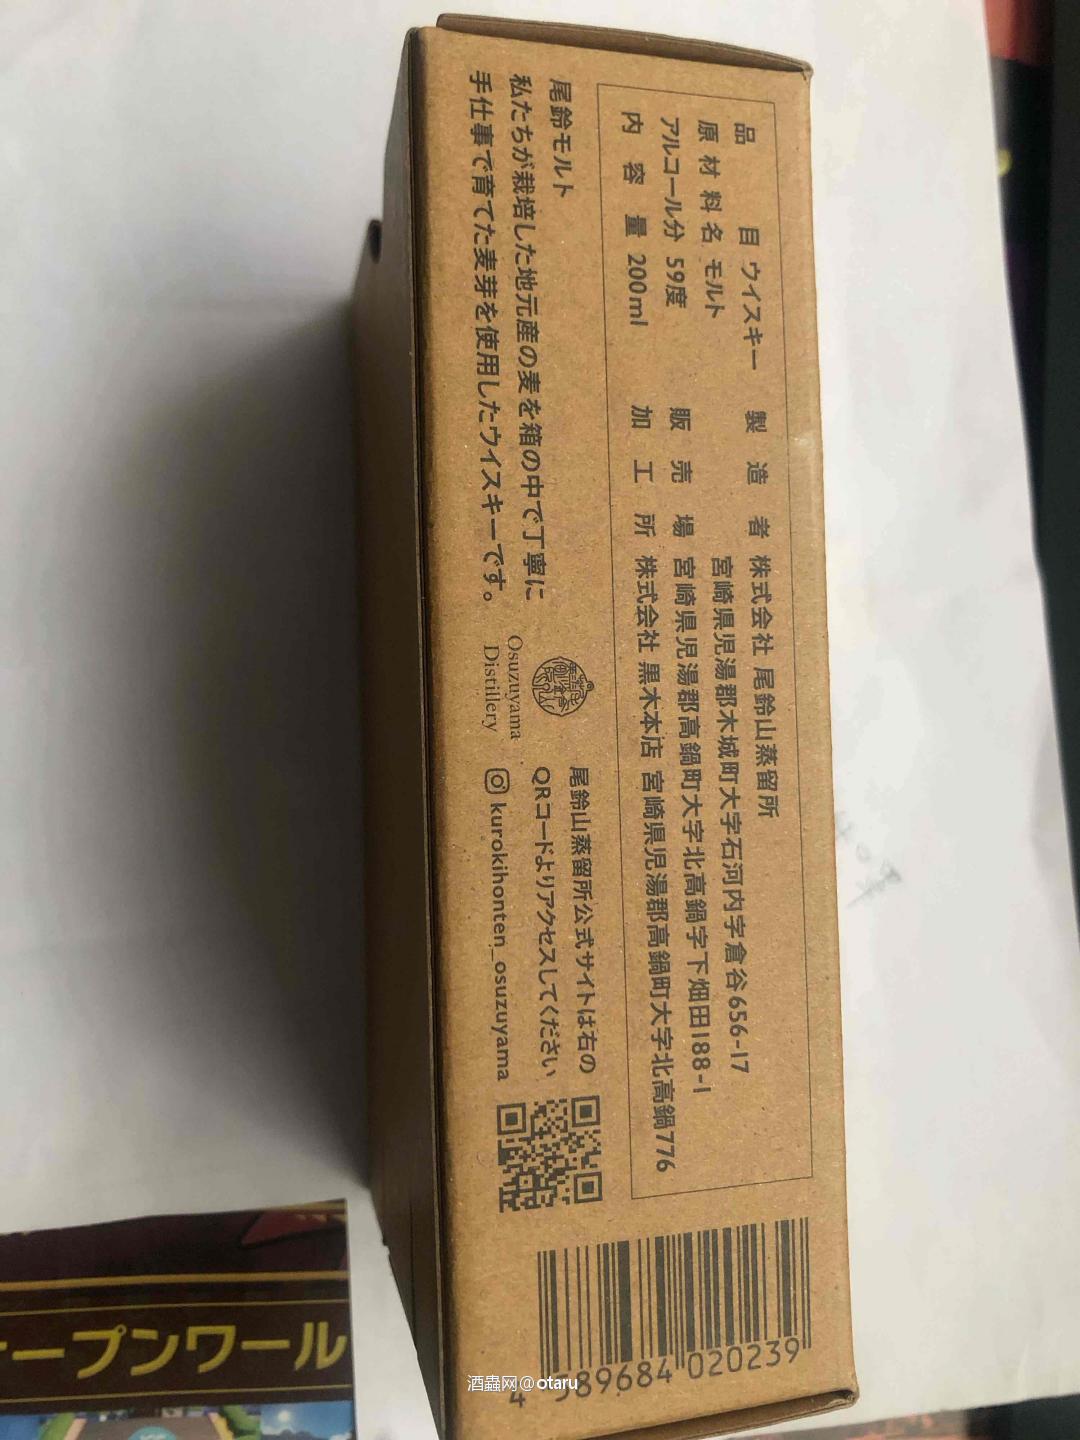 品目 ウイスキー
原材料名 モルト
アルコール分 59度
内容量 200ml
製造者 株式会社 尾鈴山蒸留所
宮崎県児湯郡木城町大字石河内字倉谷656-17
販売場 宮崎県児湯郡高鍋町大字北高鍋字下畑田188-1
加工所 株式会社 黒木本店 宮崎県児湯郡高鍋町大字北高鍋776
尾鈴モルト
私たちが栽培した地元産の麦を箱の中で丁寧に
手仕事で育てた麦芽を使用したウイスキーです。
Osuzuyama
Distillery
尾鈴山蒸留所公式サイトは右の
QRコードよりアクセスしてください
kurokihonten_osuzuyama
4 589684 020239
ープンワール
酒蟲网@otaru